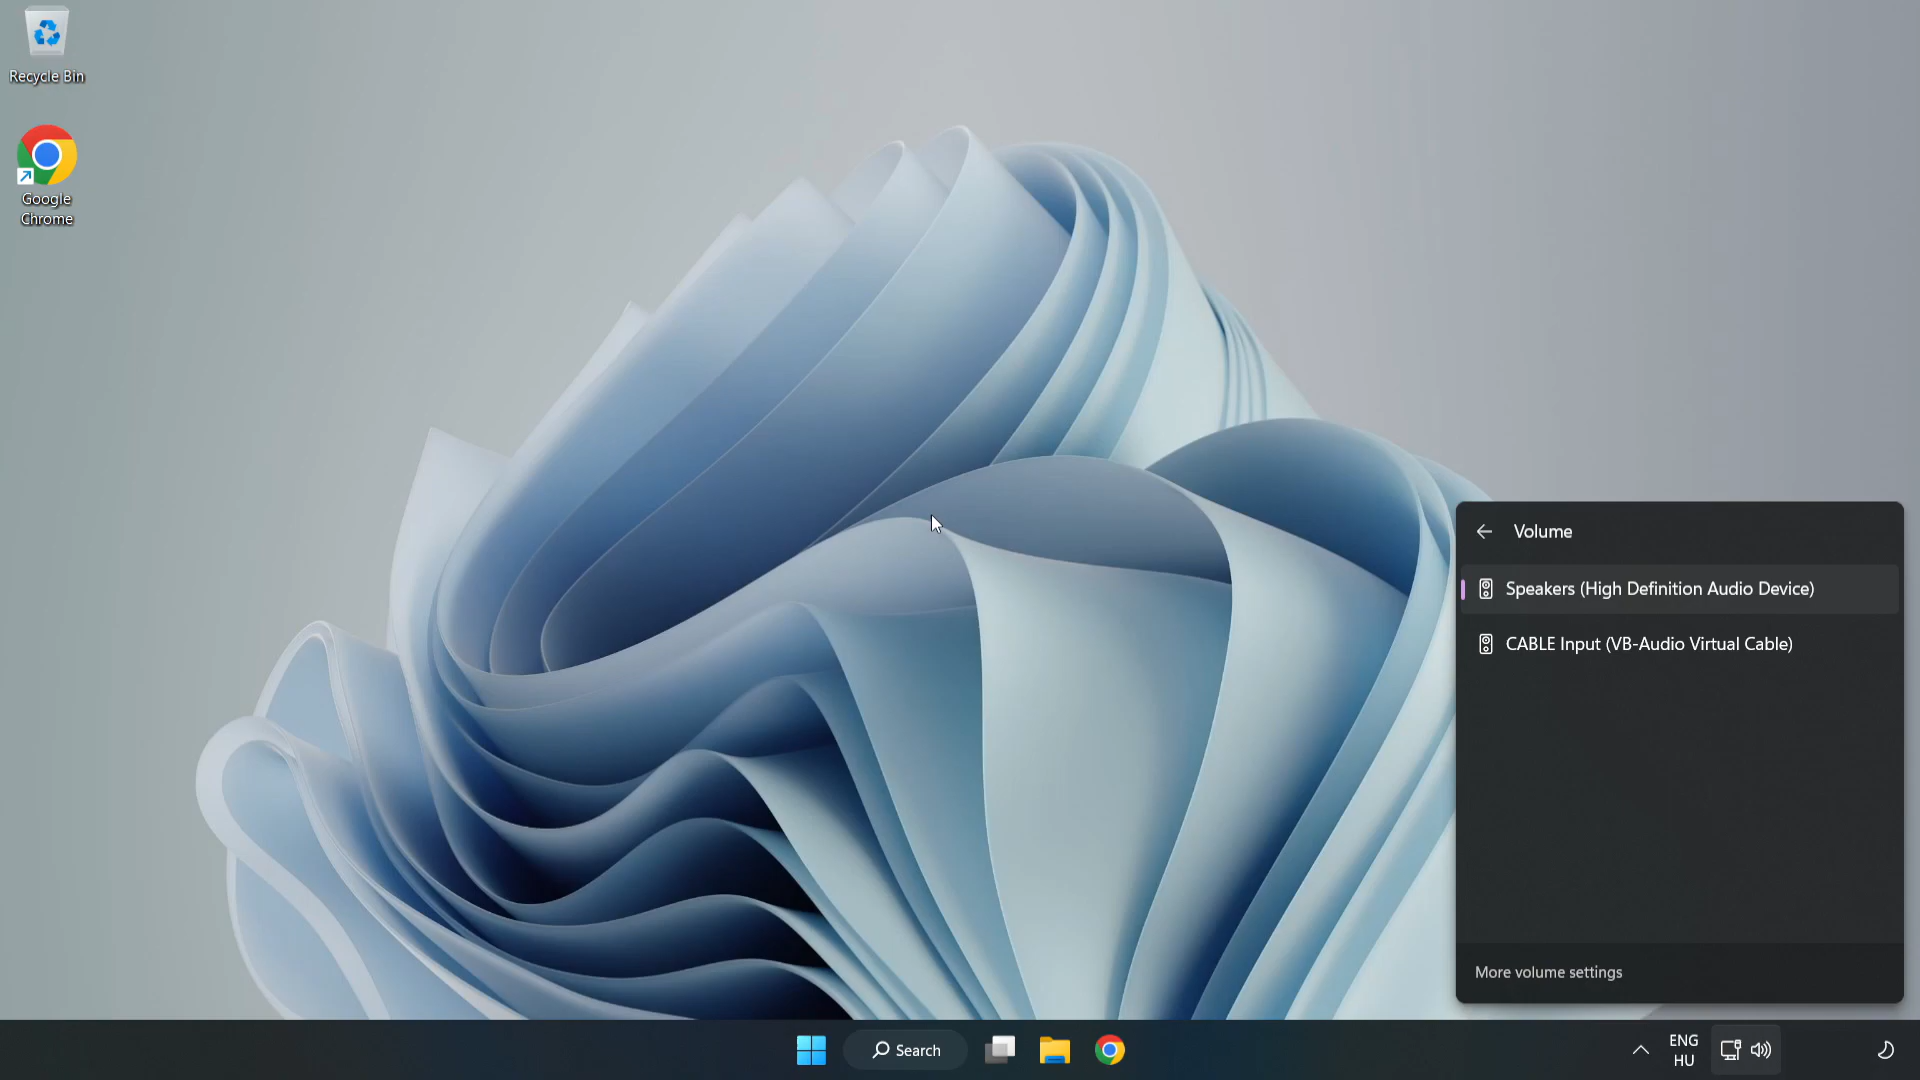 Recycle Bin
Google
Chrome
Volume
Speakers (High Definition Audio Device)
CABLE Input (VB-Audio Virtual Cable)
More volume settings
Search
ENG
HU